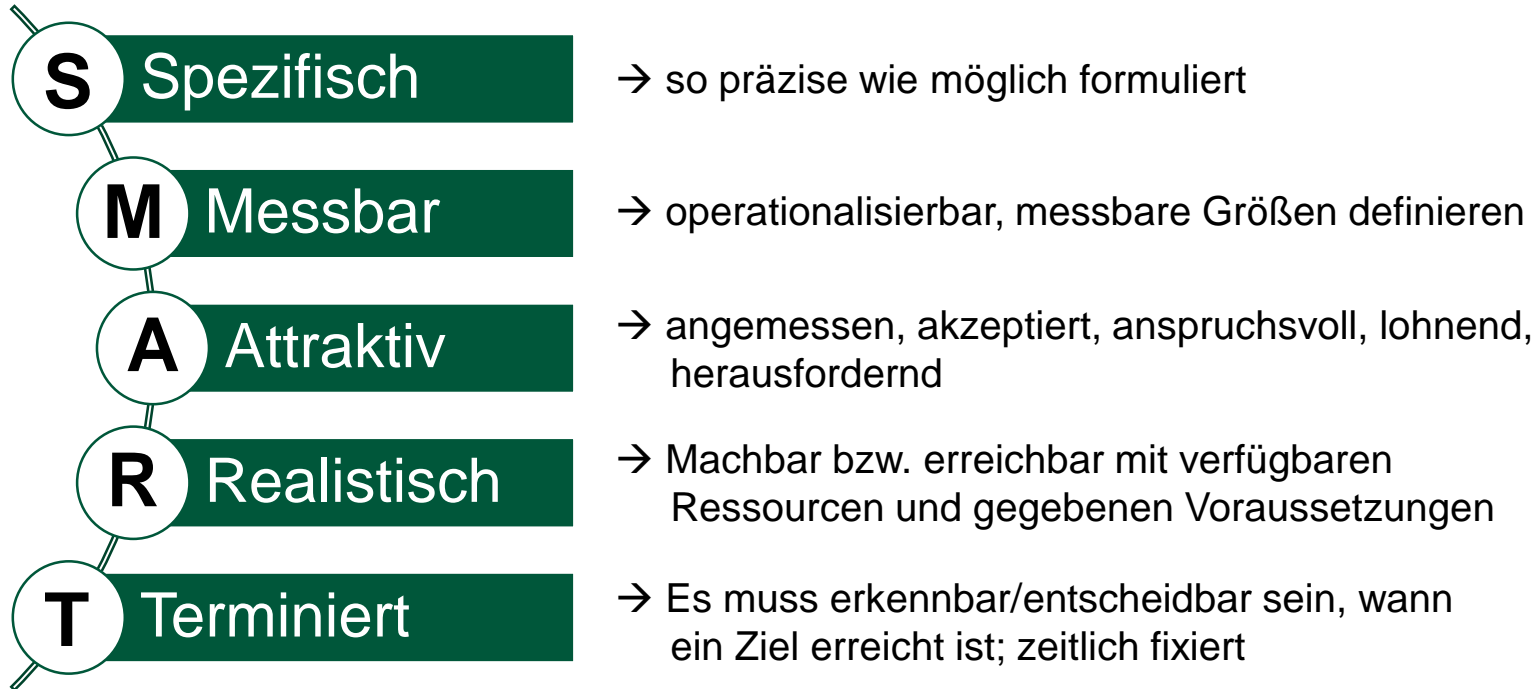 S Spezifisch → so präzise wie möglich formuliert
M Messbar → operationalisierbar, messbare Größen definieren
A Attraktiv → angemessen, akzeptiert, anspruchsvoll, lohnend,
herausfordernd
R Realistisch → Machbar bzw. erreichbar mit verfügbaren
Ressourcen und gegebenen Voraussetzungen
T Terminiert → Es muss erkennbar/entscheidbar sein, wann
ein Ziel erreicht ist; zeitlich fixiert